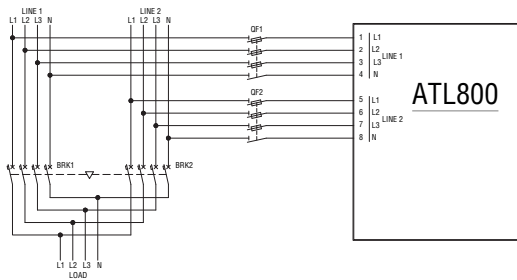 LINE 1 LINE 2
L1 L2 L3 N L1 L2 L3 N
QF1
1 L1
2 L2
3 L3 LINE 1
4 N
QF2
5 L1
6 L2
7 L3 LINE 2
8 N
ATL800
BRK1 BRK2
L1 L2 L3 N
LOAD